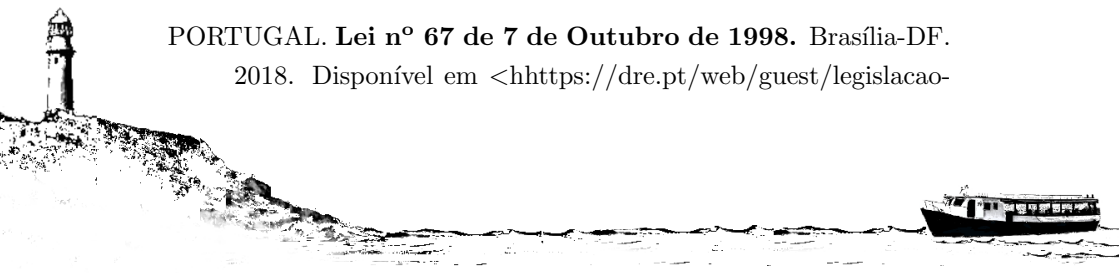 PORTUGAL. Lei nº 67 de 7 de Outubro de 1998. Brasília-DF.
2018. Disponível em <hhttps://dre.pt/web/guest/legislacao-